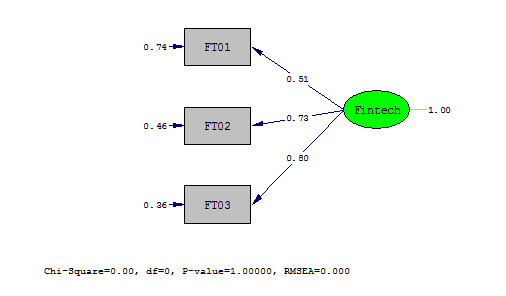 0.74 FT01
0.51
0.46 FT02 0.73 Fintech 1.00
0.80
0.36 FT03
Chi-Square=0.00, df=0, P-value=1.00000, RMSEA=0.000